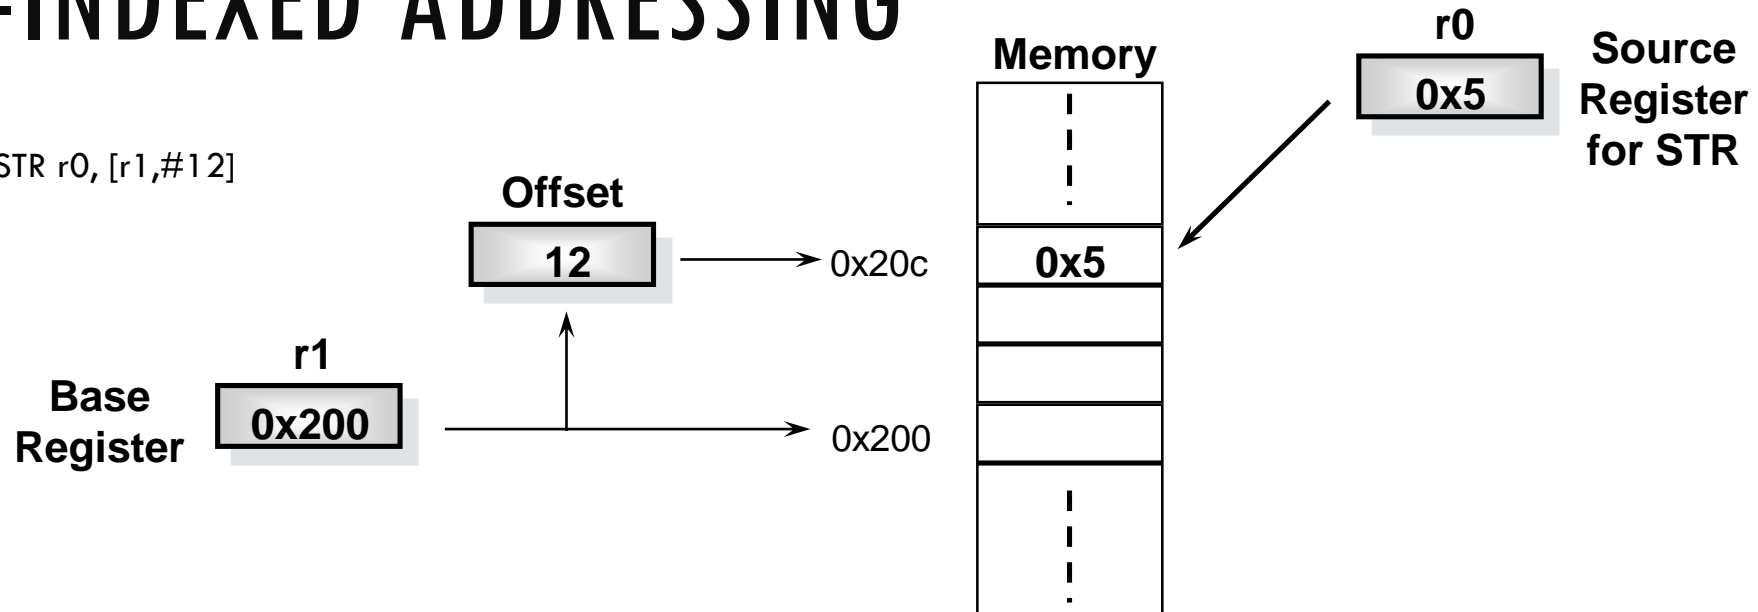 -INDEXED ADDRESSING
STR r0, [r1,#12]
Offset
12
0x20c
r1
Base
Register
0x200
0x200
Memory
0x5
r0
0x5
Source
Register
for STR